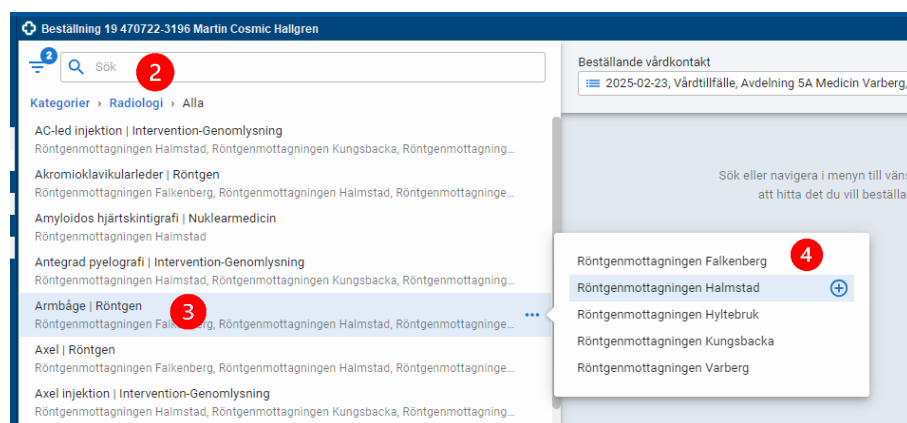 Beställning 19 470722-3196 Martin Cosmic Hallgren
2
Sök
2
Kategorier › Radiologi › Alla
AC-led injektion | Intervention-Genomlysning
Röntgenmottagningen Halmstad, Röntgenmottagningen Kungsbacka, Röntgenmottagning...
Akromioklavikularleder | Röntgen
Röntgenmottagningen Falkenberg, Röntgenmottagningen Halmstad, Röntgenmottagninge...
Amyloidos hjärtskintigrafi | Nuklearmedicin
Röntgenmottagningen Halmstad
Antegrad pyelografi | Intervention-Genomlysning
Röntgenmottagningen Halmstad, Röntgenmottagningen Kungsbacka, Röntgenmottagning...
Armbåge | Röntgen
3
Röntgenmottagningen Falkenberg, Röntgenmottagningen Halmstad, Röntgenmottagninge...
Axel | Röntgen
Röntgenmottagningen Falkenberg, Röntgenmottagningen Halmstad, Röntgenmottagninge...
Axel injektion | Intervention-Genomlysning
Röntgenmottagningen Halmstad, Röntgenmottagningen Kungsbacka, Röntgenmottagning...
Beställande vårdkontakt
2025-02-23, Vårdtillfälle, Avdelning 5A Medicin Varberg,
Sök eller navigera i menyn till väns
att hitta det du vill beställa
4
Röntgenmottagningen Falkenberg
Röntgenmottagningen Halmstad
Röntgenmottagningen Hyltebruk
Röntgenmottagningen Kungsbacka
Röntgenmottagningen Varberg